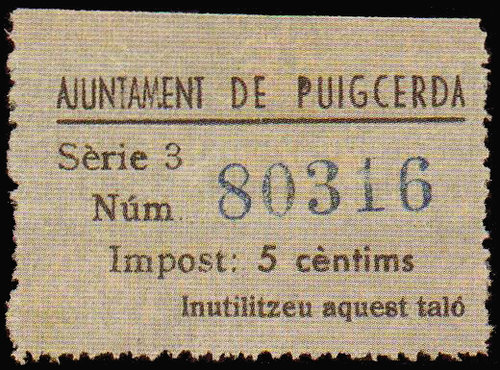 AJUNTAMENT DE PUIGCERDA
Sèrie 3
Núm. 80316
Impost: 5 cèntims
Inutilitzeu aquest taló